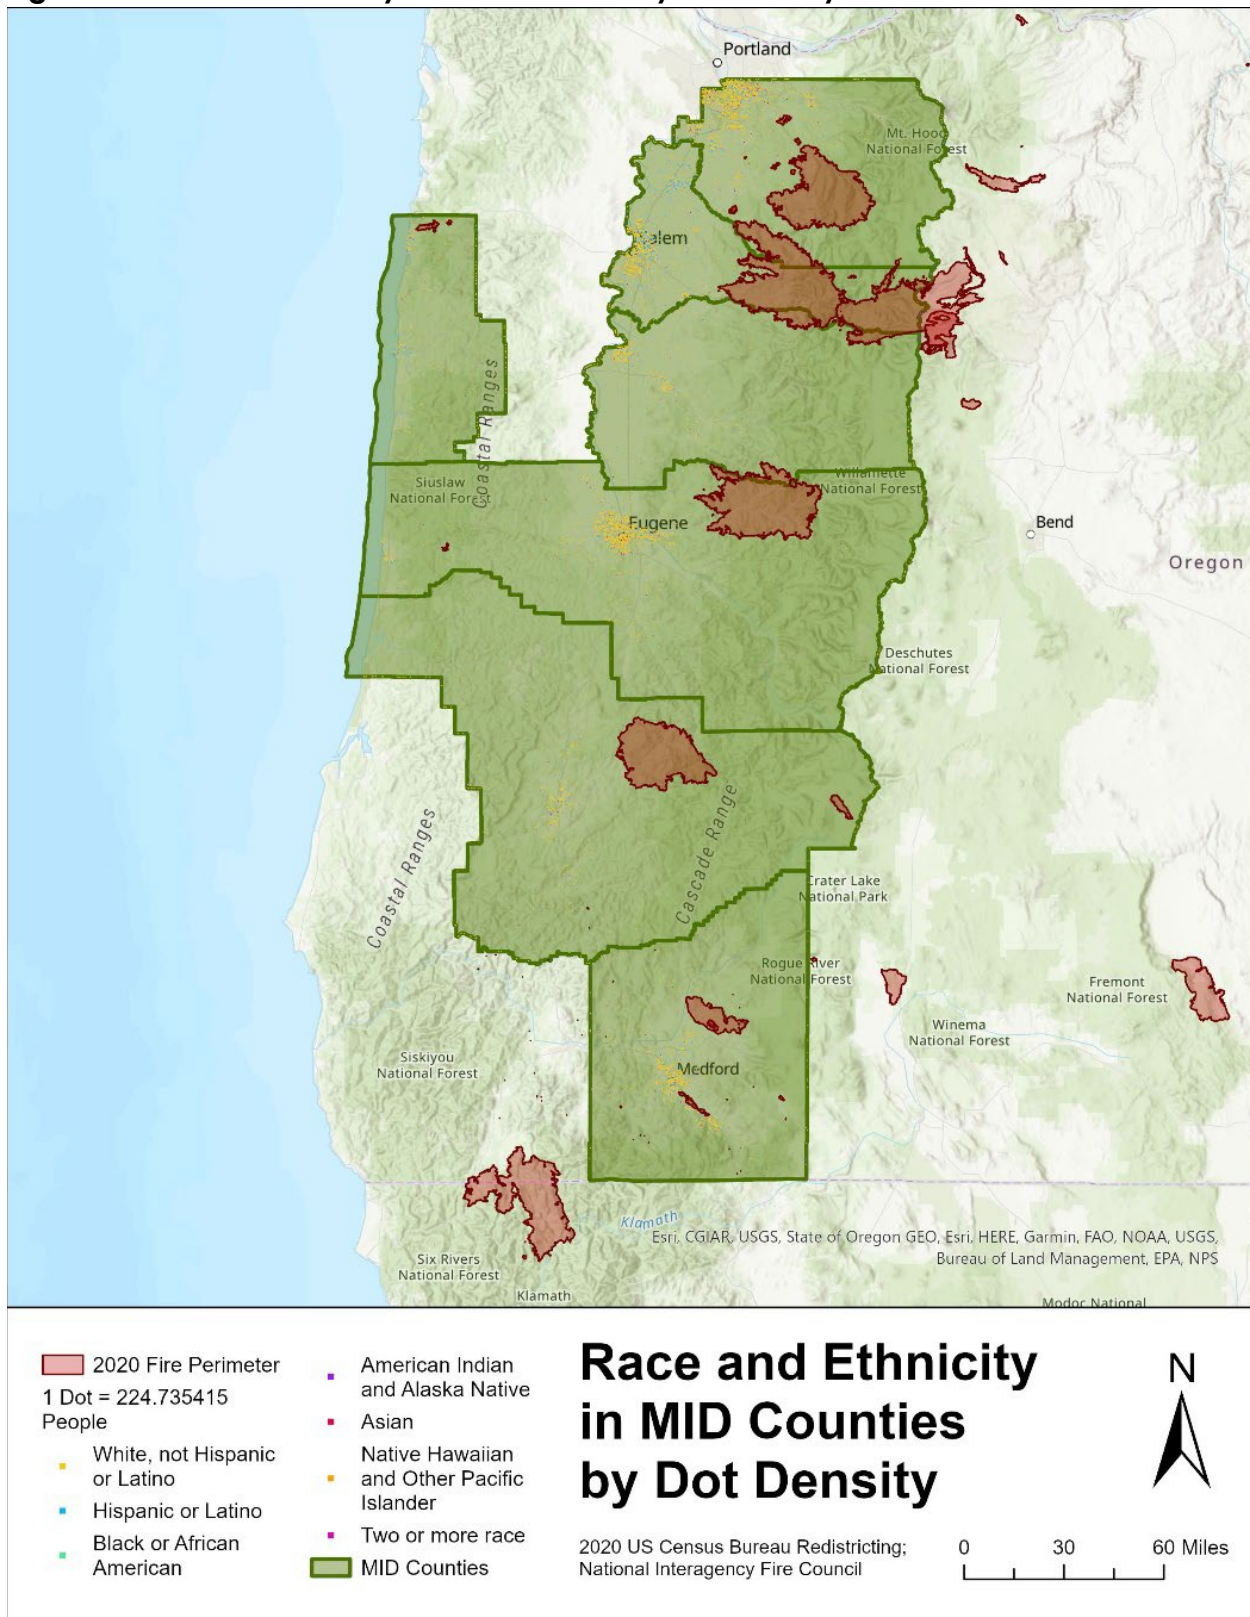 Portland
Mt. Hood
National Forest
alem
Coastal Ranges
Siuslaw
National Forest
Willamette
National Forest
Eugene
Bend
Oregon
Deschutes
National Forest
Coastal Ranges
Cascade Range
Crater Lake
National Park
Rogue River
National Forest
Fremont
National Forest
Winema
National Forest
Siskiyou
National Forest
Medford
Klamath
Esri, CGIAR, USGS, State of Oregon GEO, Esri, HERE, Garmin, FAO, NOAA, USGS,
Bureau of Land Management, EPA, NPS
Six Rivers
National Forest
Klamath
Modoc National
2020 Fire Perimeter
1 Dot = 224.735415
People
White, not Hispanic
or Latino
Hispanic or Latino
Black or African
American
American Indian
and Alaska Native
Asian
Native Hawaiian
and Other Pacific
Islander
Two or more race
MID Counties
Race and Ethnicity
in MID Counties
by Dot Density
2020 US Census Bureau Redistricting;
National Interagency Fire Council
N
0 30 60 Miles